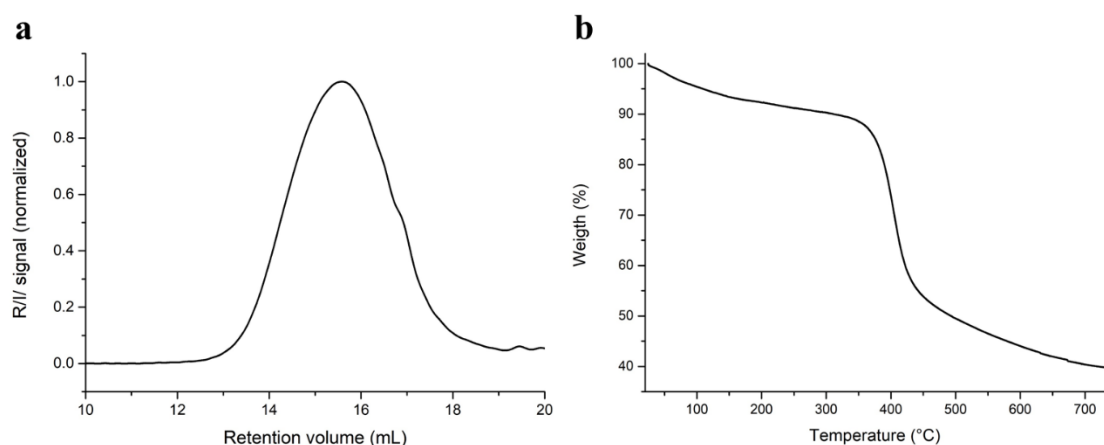 a
1.0
0.8
0.6
0.4
0.2
0.0
R/I/ signal (normalized)
10 12 14 16 18 20
Retention volume (mL)
b
100
90
80
70
60
50
40
Weigth (%)
100 200 300 400 500 600 700
Temperature (°C)